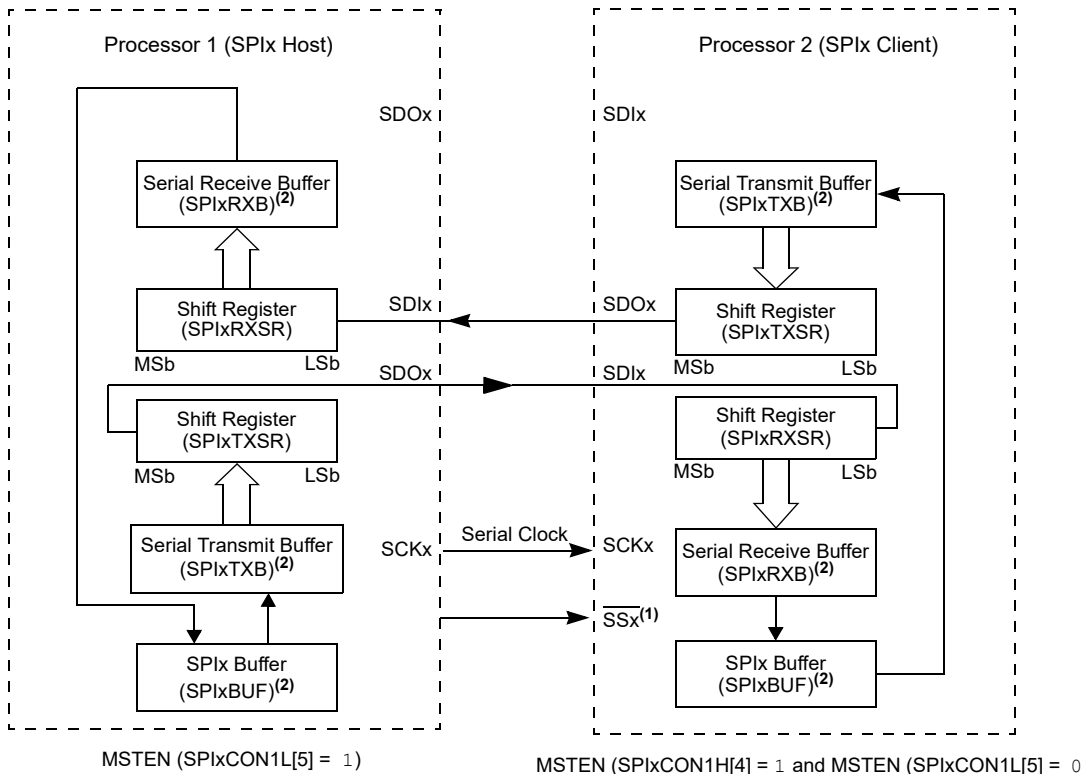 Processor 1 (SPIx Host)
SDOx
Serial Receive Buffer
(SPIxRXB)(2)
Shift Register
(SPIxRXSR)
MSb
LSb
SDIx
SDOx
Shift Register
(SPIxTXSR)
MSb
LSb
Serial Transmit Buffer
(SPIxTXB)(2)
SCKx
SPIx Buffer
(SPIxBUF)(2)
MSTEN (SPIxCON1L[5] = 1)
Serial Clock
Processor 2 (SPIx Client)
SDIx
Serial Transmit Buffer
(SPIxTXB)(2)
SDOx
Shift Register
(SPIxTXSR)
MSb
LSb
SDIx
Shift Register
(SPIxRXSR)
MSb
LSb
SCKx
Serial Receive Buffer
(SPIxRXB)(2)
SSx(1)
SPIx Buffer
(SPIxBUF)(2)
MSTEN (SPIxCON1H[4] = 1 and MSTEN (SPIxCON1L[5] = 0